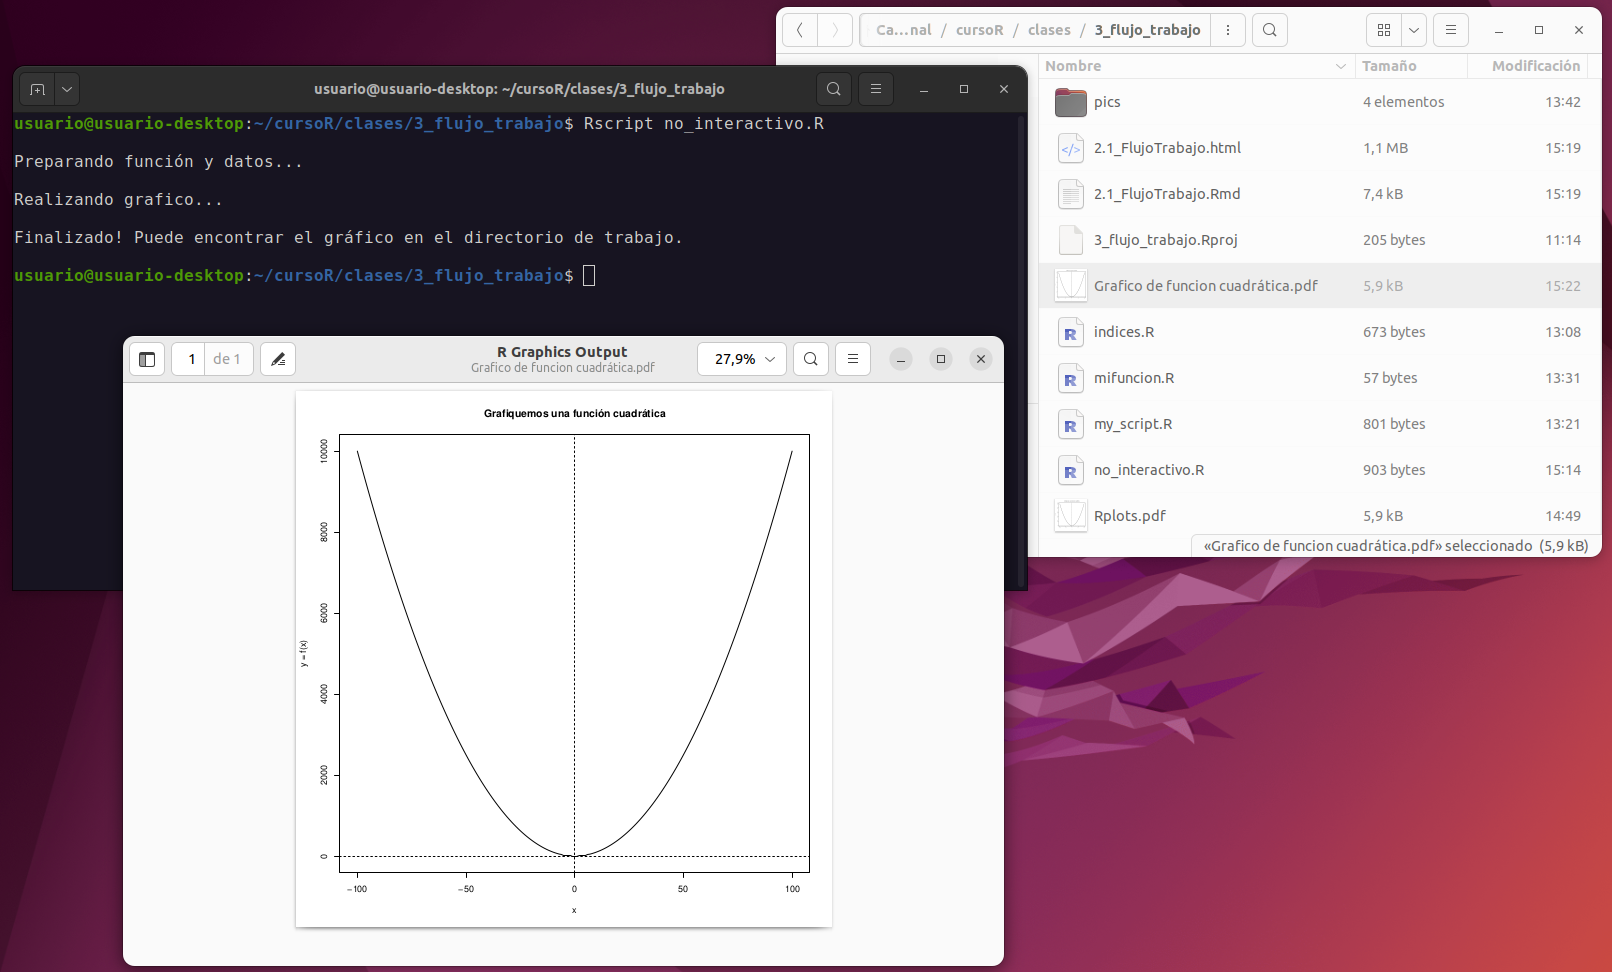 Ca...nal / cursoR / clases / 3_flujo_trabajo
Nombre Tamaño Modificación
pics 4 elementos 13:42
2.1_FlujoTrabajo.html 1,1 MB 15:19
2.1_FlujoTrabajo.Rmd 7,4 kB 15:19
3_flujo_trabajo.Rproj 205 bytes 11:14
Grafico de funcion cuadrática.pdf 5,9 kB 15:22
indices.R 673 bytes 13:08
mifuncion.R 57 bytes 13:31
my_script.R 801 bytes 13:21
no_interactivo.R 903 bytes 15:14
Rplots.pdf 5,9 kB 14:49
«Grafico de funcion cuadrática.pdf» seleccionado (5,9 kB)
usuario@usuario-desktop: ~/cursoR/clases/3_flujo_trabajo
usuario@usuario-desktop:~/cursoR/clases/3_flujo_trabajo$ Rscript no_interactivo.R
Preparando función y datos...
Realizando grafico...
Finalizado! Puede encontrar el gráfico en el directorio de trabajo.
usuario@usuario-desktop:~/cursoR/clases/3_flujo_trabajo$
1 de 1
R Graphics Output
Grafico de funcion cuadrática.pdf
27,9%
Grafiquemos una función cuadrática
10000
8000
6000
y = f(x)
4000
2000
0
−100 −50 0 50 100
x